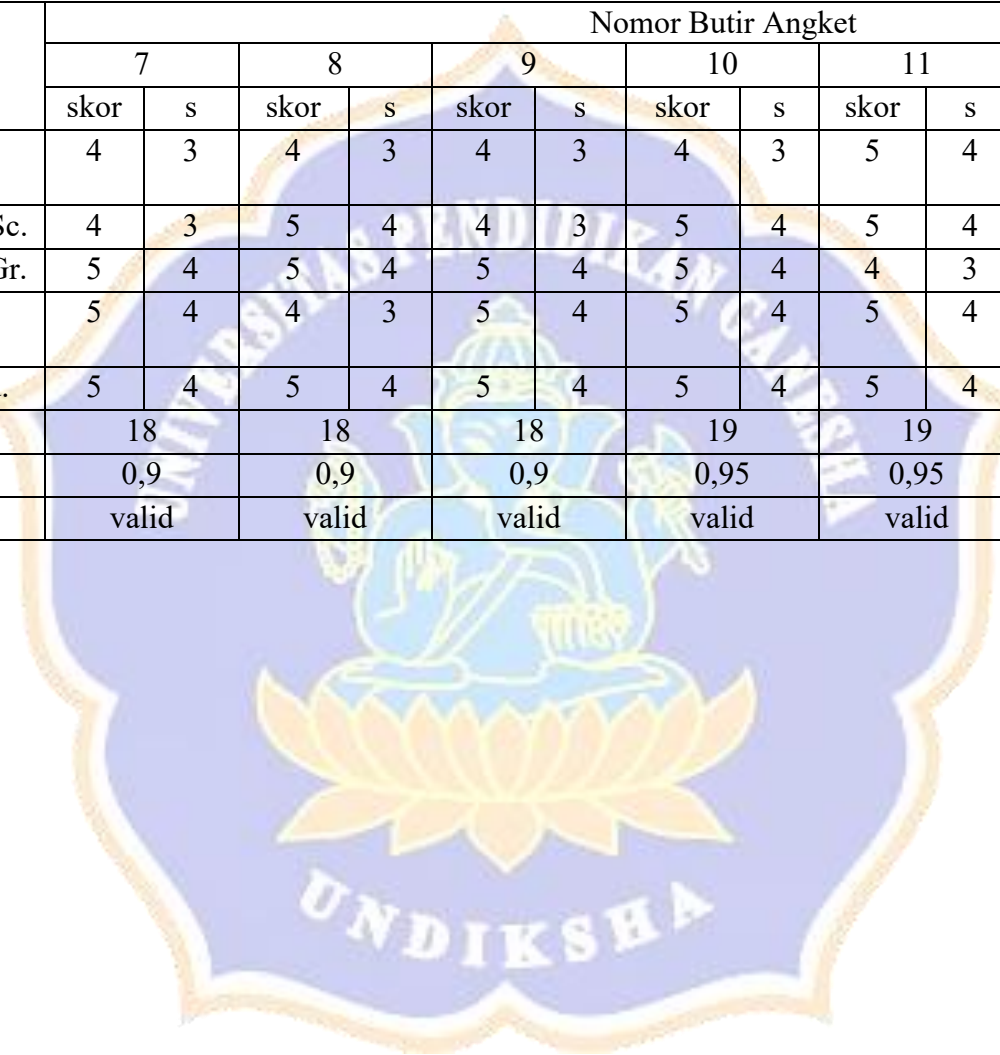 Nomor Butir Angket
7 8 9 10 11
skor s skor s skor s skor s skor s
4 3 4 3 4 3 4 3 5 4
Sc. 4 3 5 4 4 3 5 4 5 4
Gr. 5 4 5 4 5 4 5 4 4 3
5 4 4 3 5 4 5 4 5 4
5 4 5 4 5 4 5 4 5 4
18 18 18 19 19
0,9 0,9 0,9 0,95 0,95
valid valid valid valid valid
UNIVERSITAS PENDIDIKAN GANESHA
UNDIKSHA